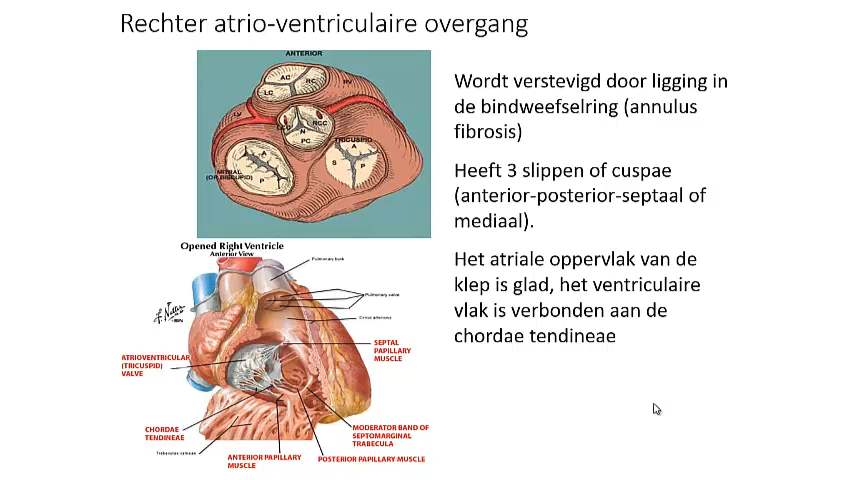 Rechter atrio-ventriculaire overgang
ANTERIOR
AC
RC
RV
LC
LV
LCC
RCC
N
PC
TRICUSPID
A
S
P
MITRAL
(OR BISCUPID)
A
P
Wordt verstevigd door ligging in
de bindweefselring (annulus
fibrosis)
Heeft 3 slippen of cuspae
(anterior-posterior-septaal of
mediaal).
Het atriale oppervlak van de
klep is glad, het ventriculaire
vlak is verbonden aan de
chordae tendineae
Opened Right Ventricle
Anterior View
Pulmonary trunk
Pulmonary valve
Conus arteriosus
SEPTAL
PAPILLARY
MUSCLE
ATRIOVENTRICULAR
(TRICUSPID)
VALVE
CHORDAE
TENDINEAE
Trabeculae carneae
ANTERIOR PAPILLARY
MUSCLE
MODERATOR BAND OF
SEPTOMARGINAL
TRABECULA
POSTERIOR PAPILLARY MUSCLE